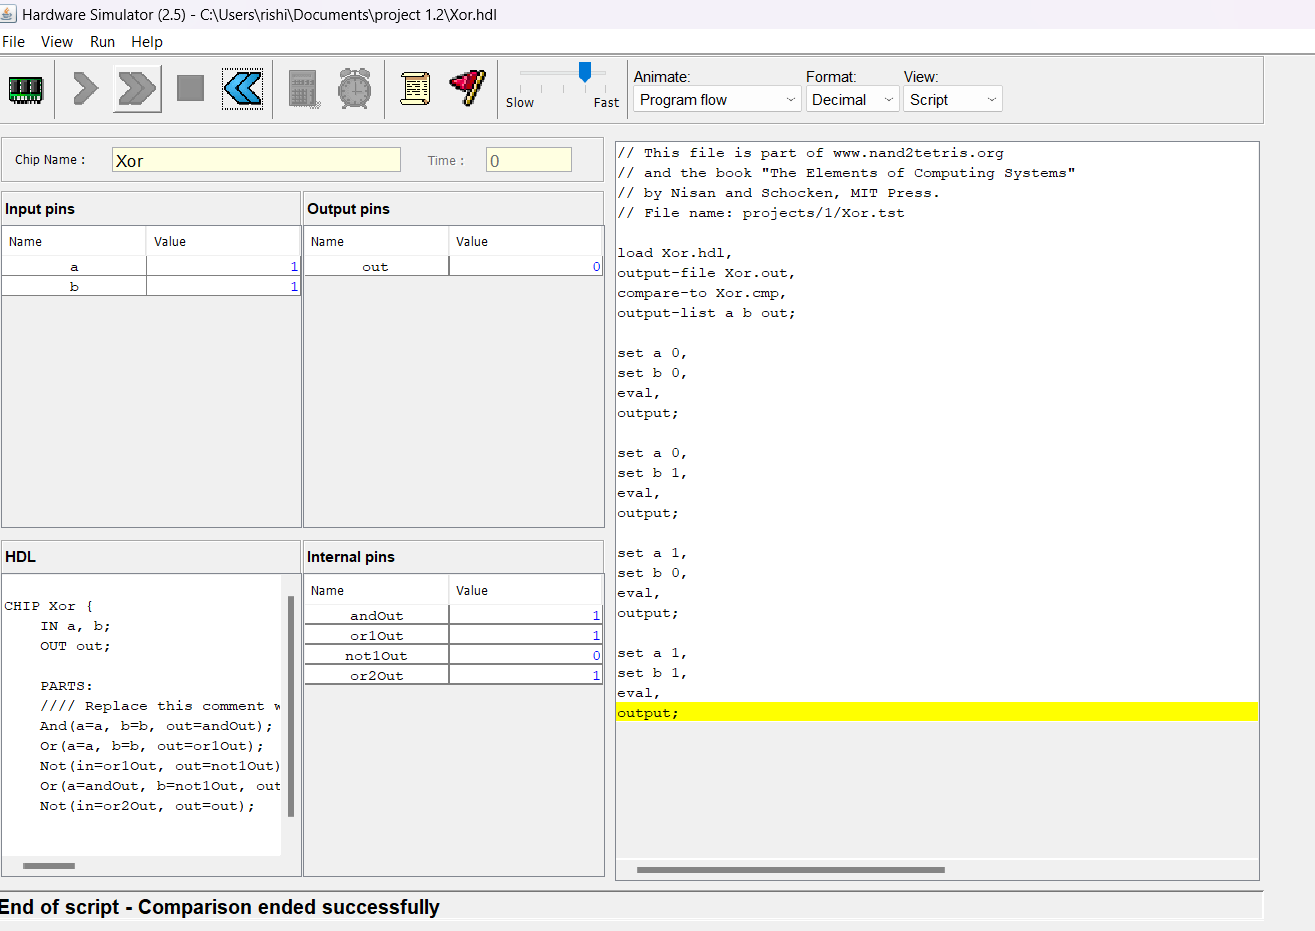 Hardware Simulator (2.5) - C:\Users\rishi\Documents\project 1.2\Xor.hdl
File View Run Help
Slow Fast
Animate: Format: View:
Program flow Decimal Script
Chip Name : Xor Time : 0
Input pins
Name Value
a 1
b 1
Output pins
Name Value
out 0
HDL
CHIP Xor {
IN a, b;
OUT out;
PARTS:
//// Replace this comment
And(a=a, b=b, out=andOut);
Or(a=a, b=b, out=or1Out);
Not(in=or1Out, out=not1Out)
Or(a=andOut, b=not1Out, out
Not(in=or2Out, out=out);
Internal pins
Name Value
andOut 1
or1Out 1
not1Out 0
or2Out 1
// This file is part of www.nand2tetris.org
// and the book "The Elements of Computing Systems"
// by Nisan and Schocken, MIT Press.
// File name: projects/1/Xor.tst
load Xor.hdl,
output-file Xor.out,
compare-to Xor.cmp,
output-list a b out;
set a 0,
set b 0,
eval,
output;
set a 0,
set b 1,
eval,
output;
set a 1,
set b 0,
eval,
output;
set a 1,
set b 1,
eval,
output;
End of script - Comparison ended successfully